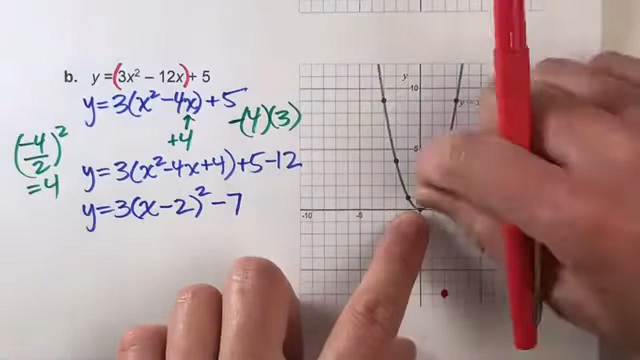 b. y = (3x² − 12x) + 5
y = 3(x² − 4x) + 5
+4
−(4)(3)
(−4/2)² = 4
y = 3(x² − 4x + 4) + 5 − 12
y = 3(x − 2)² − 7
y
10
5
-10
-5